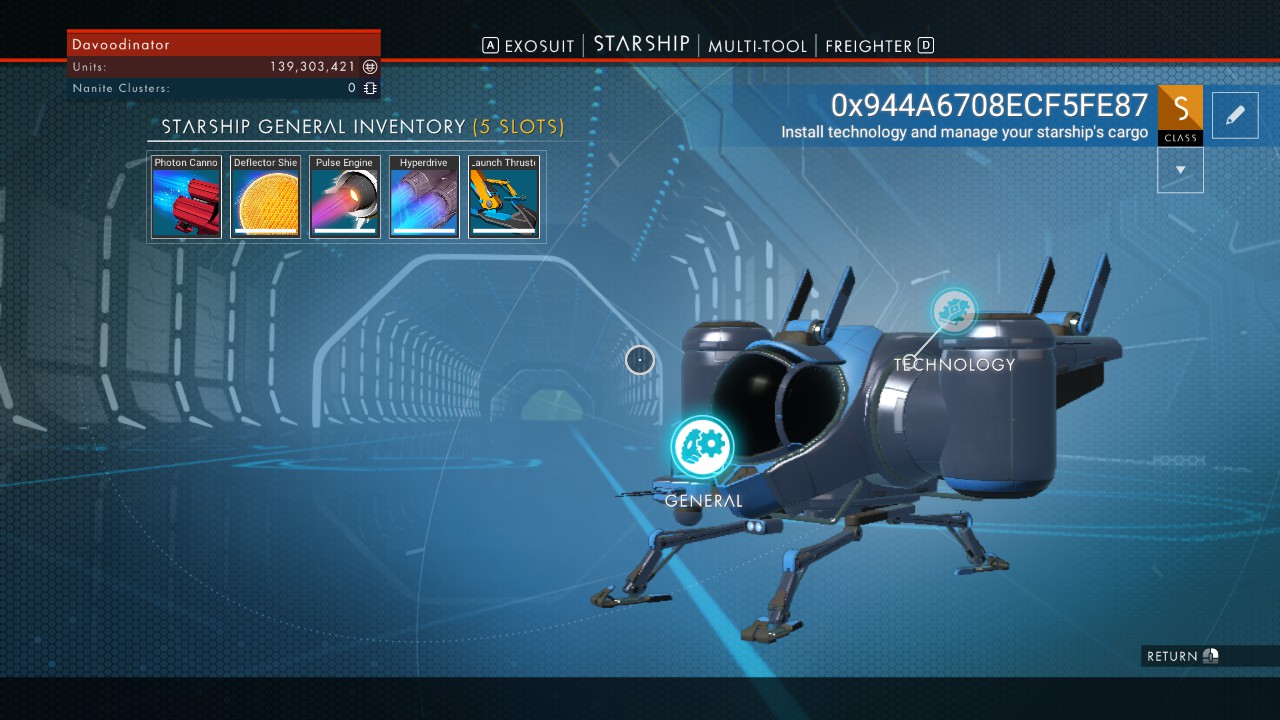 Davoodinator
Units: 139,303,421
Nanite Clusters: 0
A EXOSUIT STARSHIP MULTI-TOOL FREIGHTER D
0x944A6708ECF5FE87
Install technology and manage your starship's cargo
S
CLASS
STARSHIP GENERAL INVENTORY (5 SLOTS)
Photon Canno Deflector Shie Pulse Engine Hyperdrive Launch Thruste
TECHNOLOGY
GENERAL
RETURN